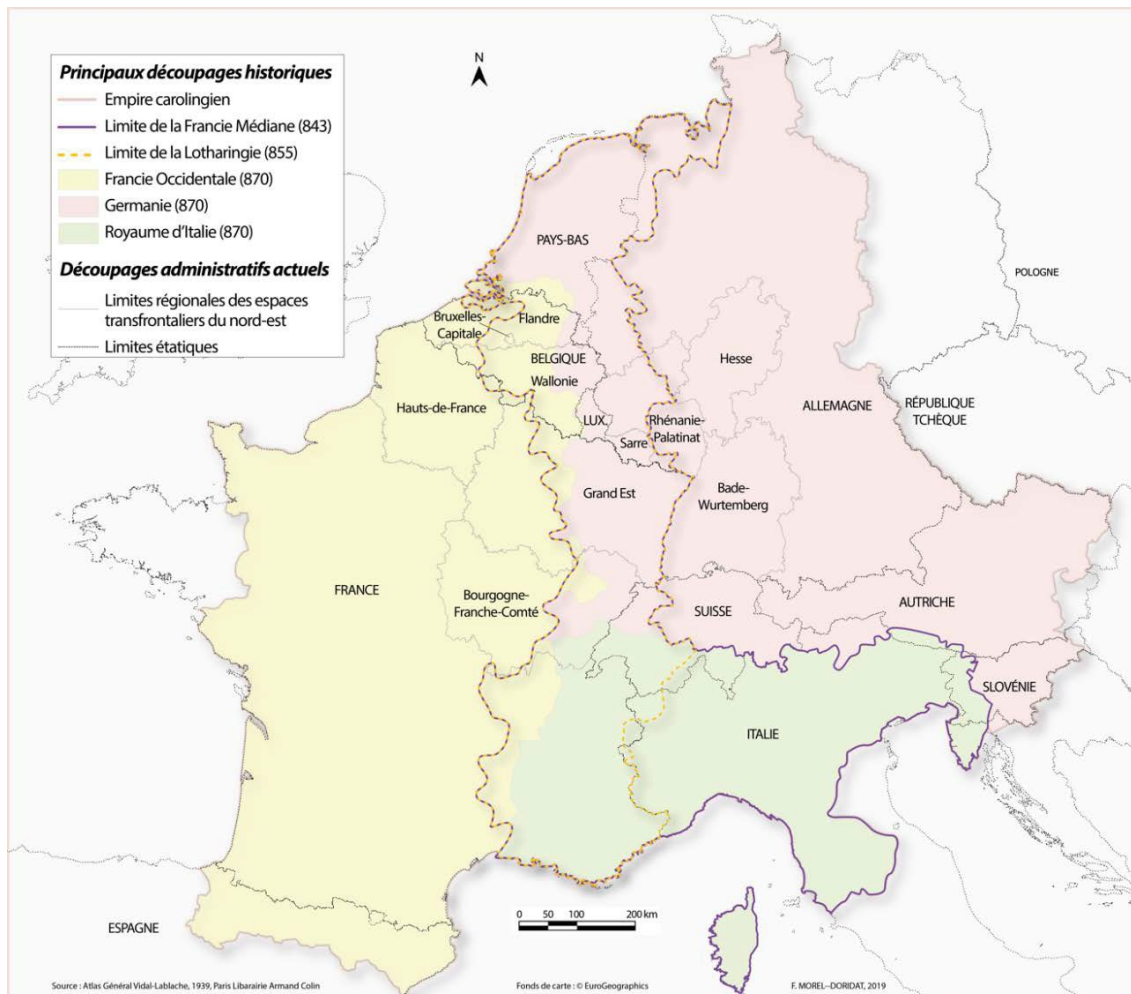 Principaux découpages historiques
Empire carolingien
Limite de la Francie Médiane (843)
Limite de la Lotharingie (855)
Francie Occidentale (870)
Germanie (870)
Royaume d'Italie (870)
Découpages administratifs actuels
Limites régionales des espaces
transfrontaliers du nord-est
Limites étatiques
N
PAYS-BAS
POLOGNE
Bruxelles-
Capitale
Flandre
BELGIQUE
Wallonie
Hesse
Hauts-de-France
LUX.
Rhénanie-
Palatinat
Sarre
ALLEMAGNE
RÉPUBLIQUE
TCHÈQUE
Grand Est
Bade-
Wurtemberg
FRANCE
Bourgogne-
Franche-Comté
SUISSE
AUTRICHE
SLOVÉNIE
ITALIE
ESPAGNE
0 50 100 200 km
Source : Atlas Général Vidal-Lablache, 1939, Paris Libarairie Armand Colin
Fonds de carte : © EuroGeographics
F. MOREL--DORIDAT, 2019